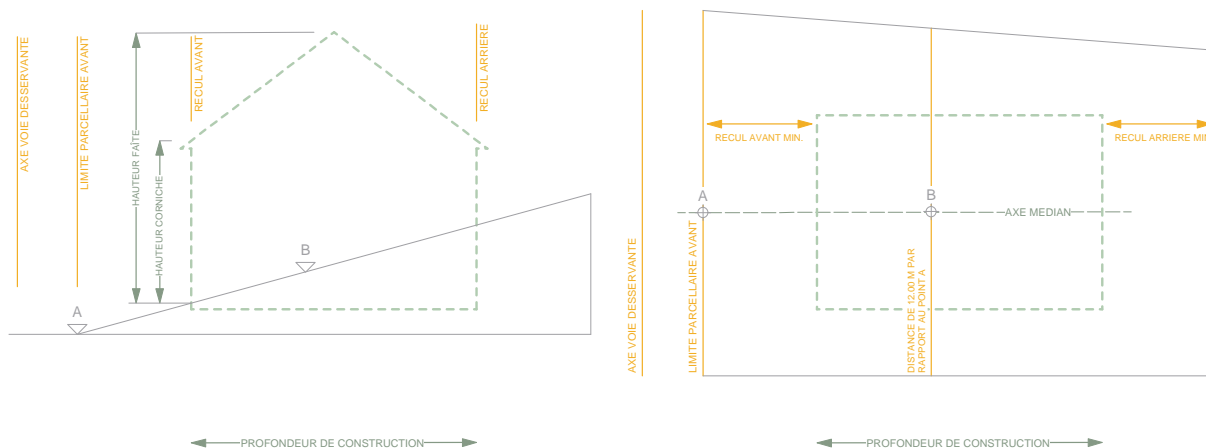 AXE VOIE DESSERVANTE
LIMITE PARCELLAIRE AVANT
HAUTEUR FAÎTE
HAUTEUR CORNICHE
RECUL AVANT
RECUL ARRIERE
A
B
PROFONDEUR DE CONSTRUCTION
AXE VOIE DESSERVANTE
LIMITE PARCELLAIRE AVANT
RECUL AVANT MIN.
RECUL ARRIERE MIN
A
B
AXE MEDIAN
DISTANCE DE 12.00 M PAR
RAPPORT AU POINT A
PROFONDEUR DE CONSTRUCTION